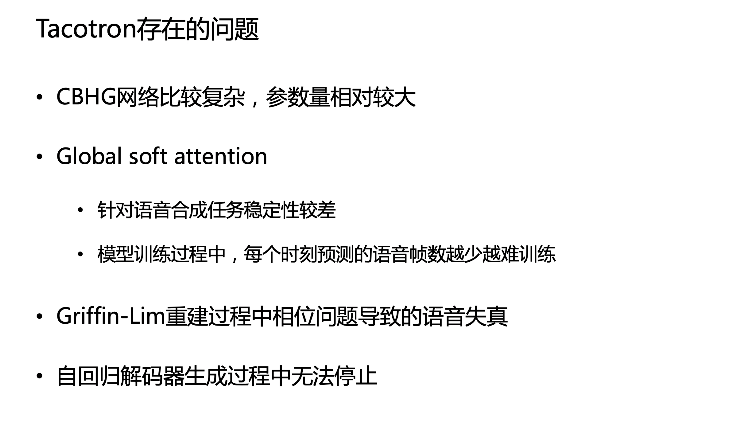 Tacotron存在的问题
• CBHG网络比较复杂，参数量相对较大
• Global soft attention
• 针对语音合成任务稳定性较差
• 模型训练过程中，每个时刻预测的语音帧数越少越难训练
• Griffin-Lim重建过程中相位问题导致的语音失真
• 自回归解码器生成过程中无法停止